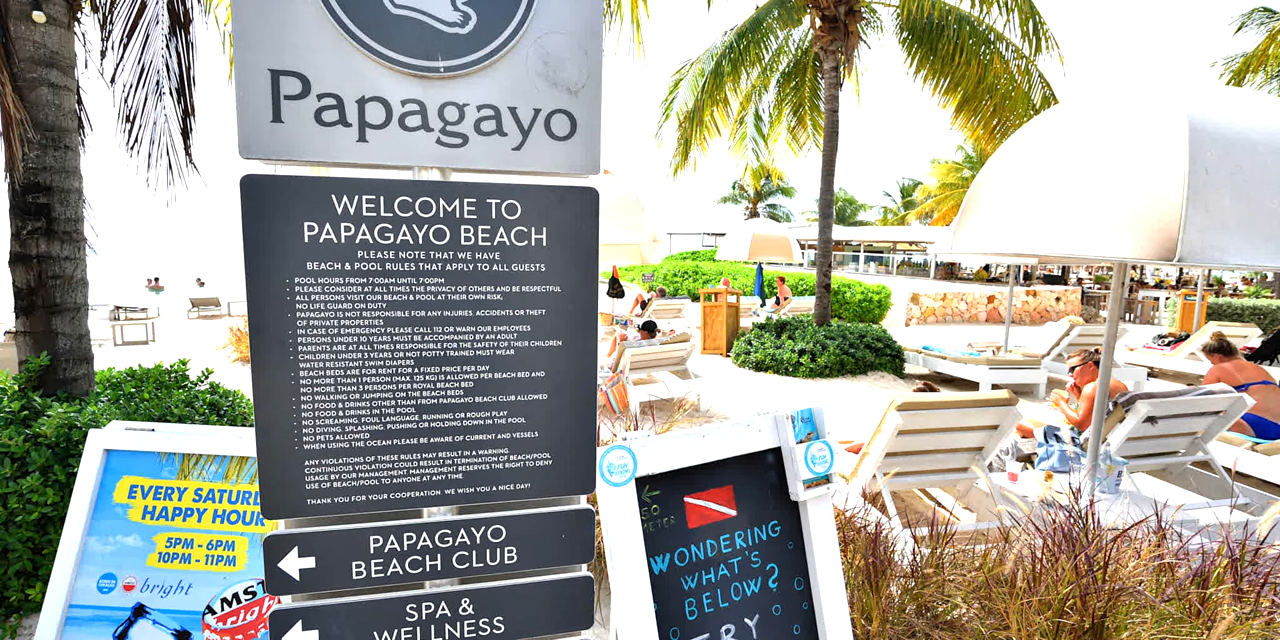 Papagayo
WELCOME TO
PAPAGAYO BEACH
PLEASE NOTE THAT WE HAVE
BEACH & POOL RULES THAT APPLY TO ALL GUESTS
• POOL HOURS FROM 7:00AM UNTIL 7:00PM
• PLEASE CONSIDER AT ALL TIMES THE PRIVACY OF OTHERS AND BE RESPECTFUL
• ALL PERSONS VISIT OUR BEACH & POOL AT THEIR OWN RISK,
NO LIFE GUARD ON DUTY
• PAPAGAYO IS NOT RESPONSIBLE FOR ANY INJURIES, ACCIDENTS OR THEFT
OF PRIVATE PROPERTIES
• IN CASE OF EMERGENCY PLEASE CALL 112 OR WARN OUR EMPLOYEES
• PERSONS UNDER 10 YEARS MUST BE ACCOMPANIED BY AN ADULT
• PARENTS ARE AT ALL TIMES RESPONSIBLE FOR THE SAFETY OF THEIR CHILDREN
• CHILDREN UNDER 3 YEARS OR NOT POTTY TRAINED MUST WEAR
WATER RESISTANT SWIM DIAPERS
• BEACH BEDS ARE FOR RENT FOR A FIXED PRICE PER DAY
• NO MORE THAN 1 PERSON (MAX. 125 KG) IS ALLOWED PER BEACH BED AND
NO MORE THAN 3 PERSONS PER ROYAL BEACH BED
• NO WALKING OR JUMPING ON THE BEACH BEDS
• NO FOOD & DRINKS OTHER THAN FROM PAPAGAYO BEACH CLUB ALLOWED
• NO FOOD & DRINKS IN THE POOL
• NO SCREAMING, FOUL LANGUAGE, RUNNING OR ROUGH PLAY
• NO DIVING, SPLASHING, PUSHING OR HOLDING DOWN IN THE POOL
• NO PETS ALLOWED
• WHEN USING THE OCEAN PLEASE BE AWARE OF CURRENT AND VESSELS
ANY VIOLATIONS OF THESE RULES MAY RESULT IN A WARNING.
CONTINUOUS VIOLATION COULD RESULT IN TERMINATION OF BEACH/POOL
USAGE BY OUR MANAGEMENT. MANAGEMENT RESERVES THE RIGHT TO DENY
USE OF BEACH/POOL TO ANYONE AT ANY TIME
THANK YOU FOR YOUR COOPERATION. WE WISH YOU A NICE DAY!
PAPAGAYO
BEACH CLUB
SPA &
WELLNESS
EVERY SATURD
HAPPY HOUR
5PM - 6PM
10PM - 11PM
bright
AMST
bright
50
METER
WONDERING
WHAT'S
BELOW?
TRY